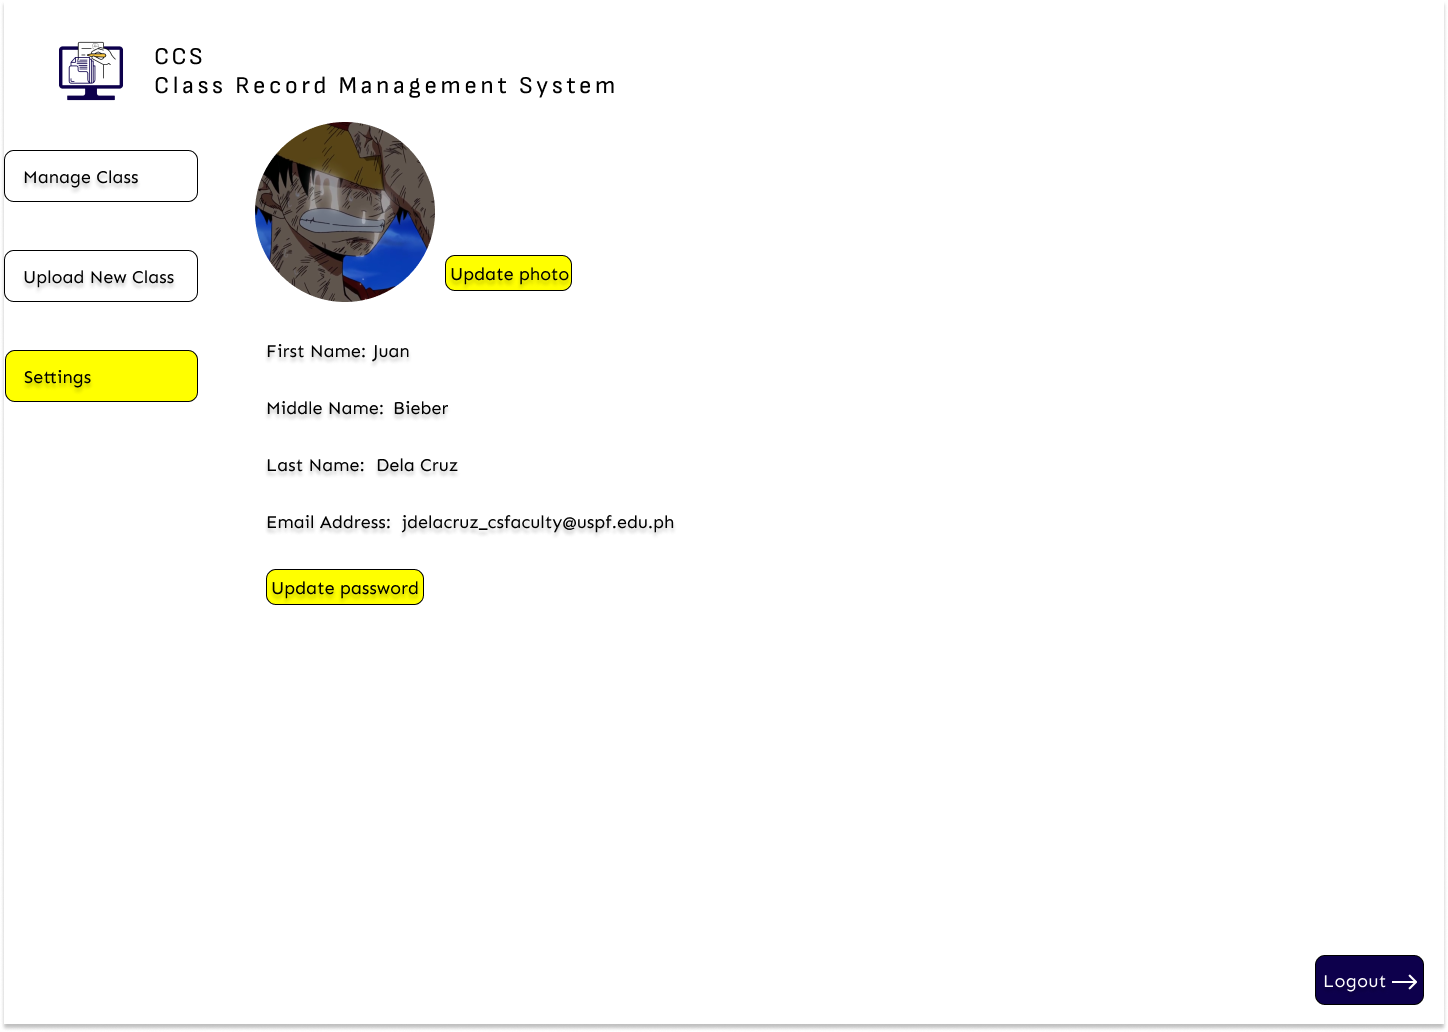 CCS
Class Record Management System
Manage Class
Upload New Class
Settings
Update photo
First Name: Juan
Middle Name: Bieber
Last Name: Dela Cruz
Email Address: jdelacruz_csfaculty@uspf.edu.ph
Update password
Logout